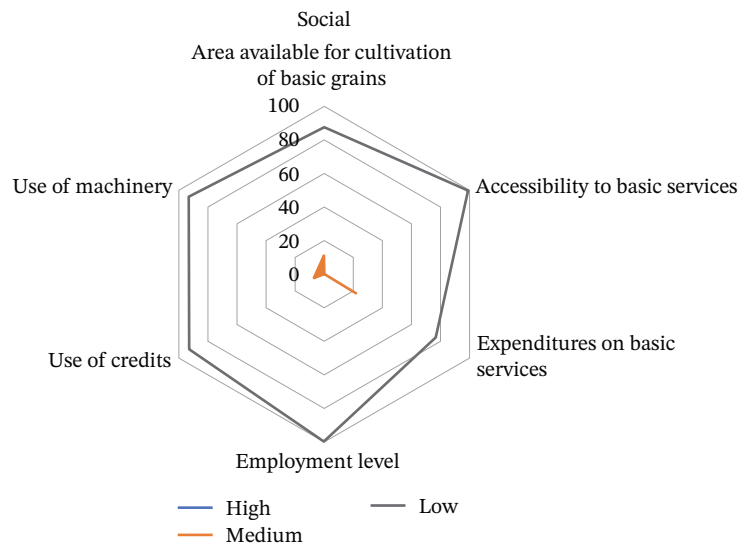 Social
Area available for cultivation
of basic grains
100
80
60
40
20
0
Use of machinery
Accessibility to basic services
Use of credits
Expenditures on basic
services
Employment level
High
Low
Medium